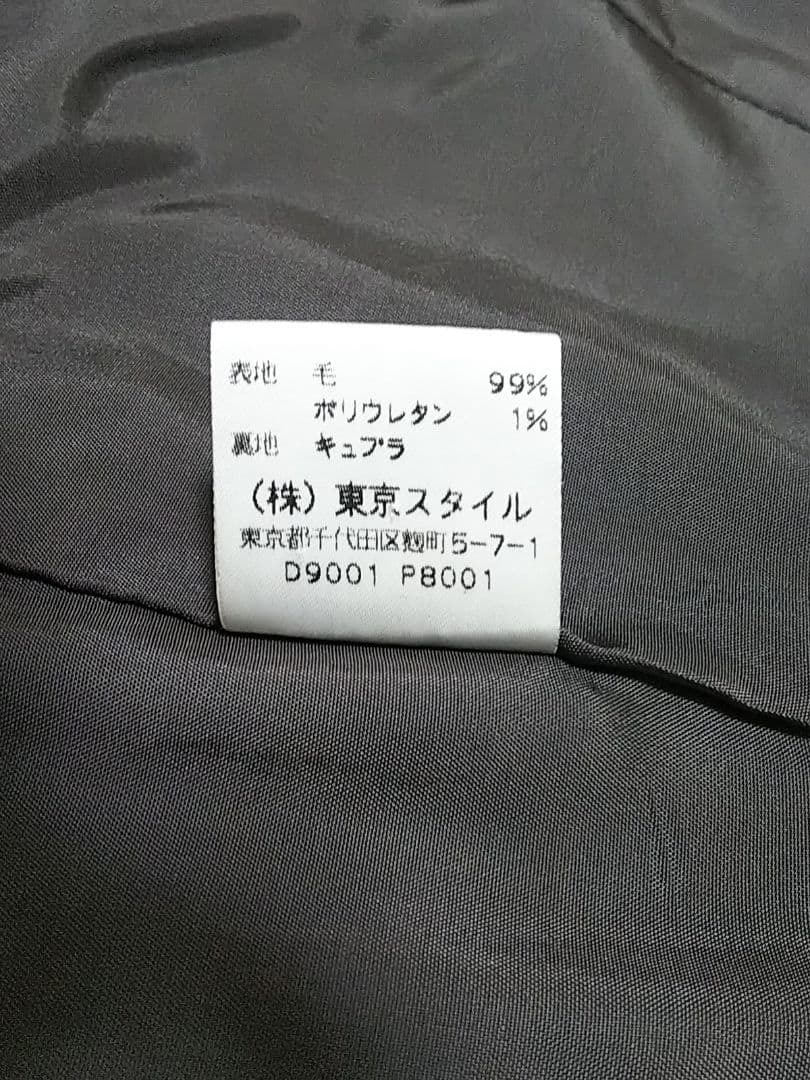 表地 毛 99%
ポリウレタン 1%
裏地 キュプラ
（株）東京スタイル
東京都千代田区麹町5-7-1
D9001 P8001